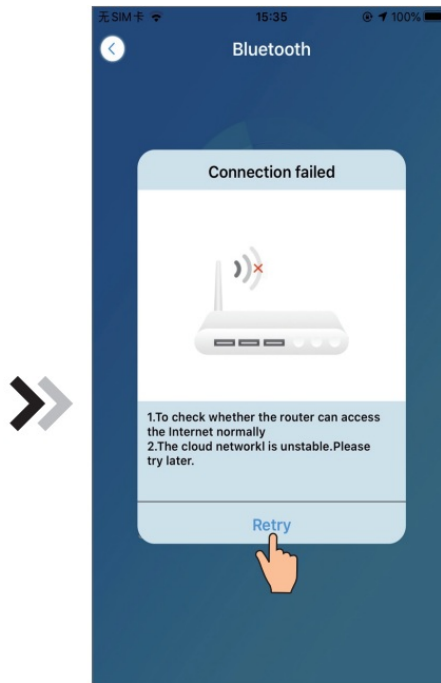 无SIM卡 15:35 100%
Bluetooth
Connection failed
1.To check whether the router can access
the Internet normally
2.The cloud networkl is unstable.Please
try later.
Retry